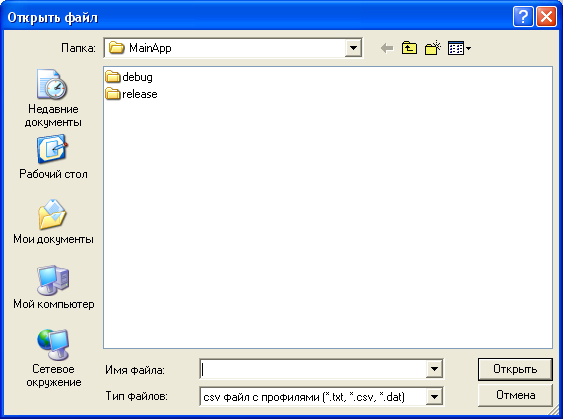 Открыть файл
Папка:
MainApp
debug
release
Недавние
документы
Рабочий стол
Мои документы
Мой компьютер
Сетевое
окружение
Имя файла:
Открыть
Тип файлов:
csv файл с профилями (*.txt, *.csv, *.dat)
Отмена